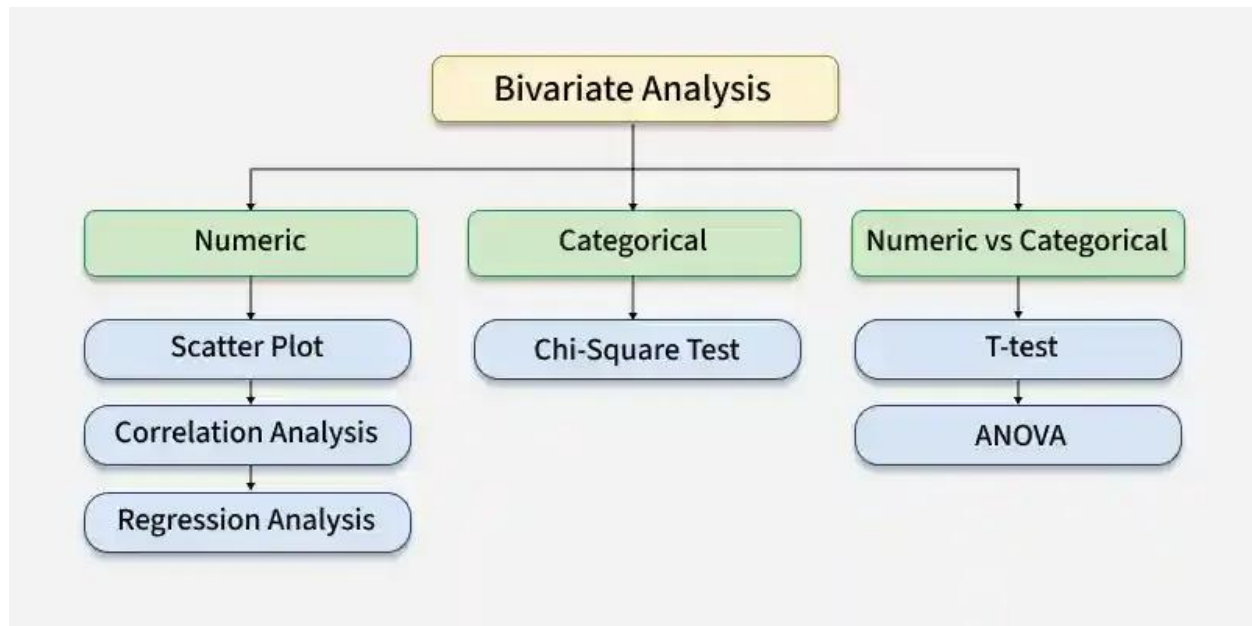 Bivariate Analysis
Numeric
Categorical
Numeric vs Categorical
Scatter Plot
Chi-Square Test
T-test
Correlation Analysis
ANOVA
Regression Analysis